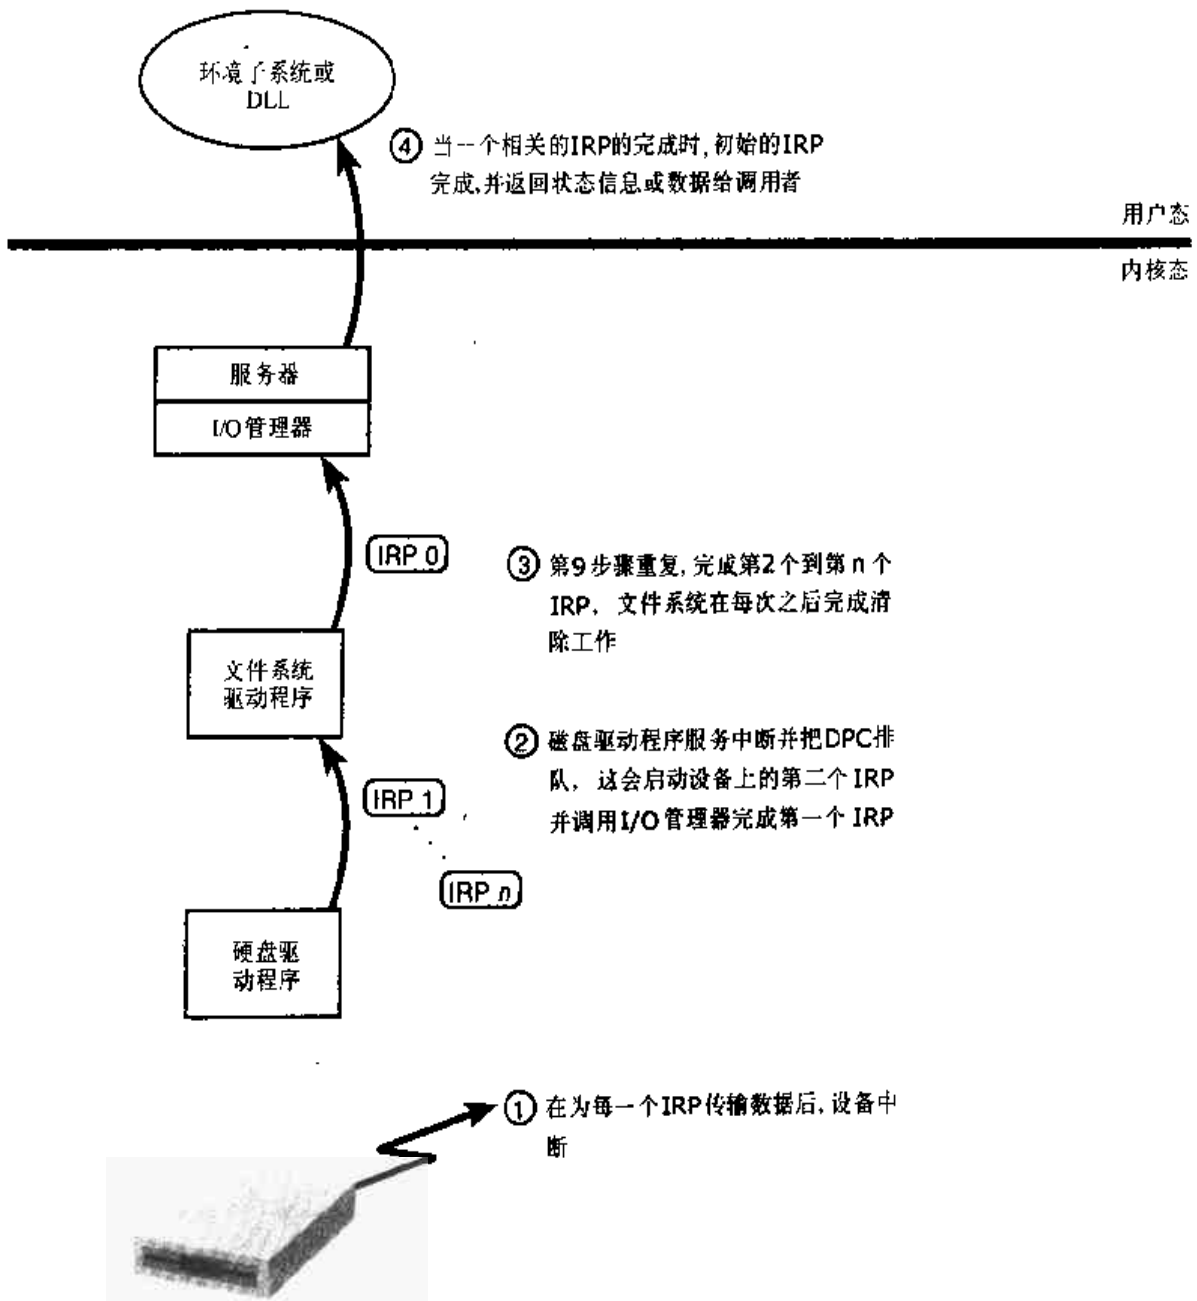 环境子系统或
DLL
④ 当一个相关的IRP的完成时,初始的IRP
完成,并返回状态信息或数据给调用者
用户态
内核态
服务器
I/O管理器
IRP 0
③ 第9步骤重复,完成第2个到第n个
IRP, 文件系统在每次之后完成清
除工作
文件系统
驱动程序
② 磁盘驱动程序服务中断并把DPC排
队, 这会启动设备上的第二个IRP
并调用I/O管理器完成第一个IRP
IRP 1
IRP n
硬盘驱
动程序
① 在为每一个IRP传输数据后,设备中
断